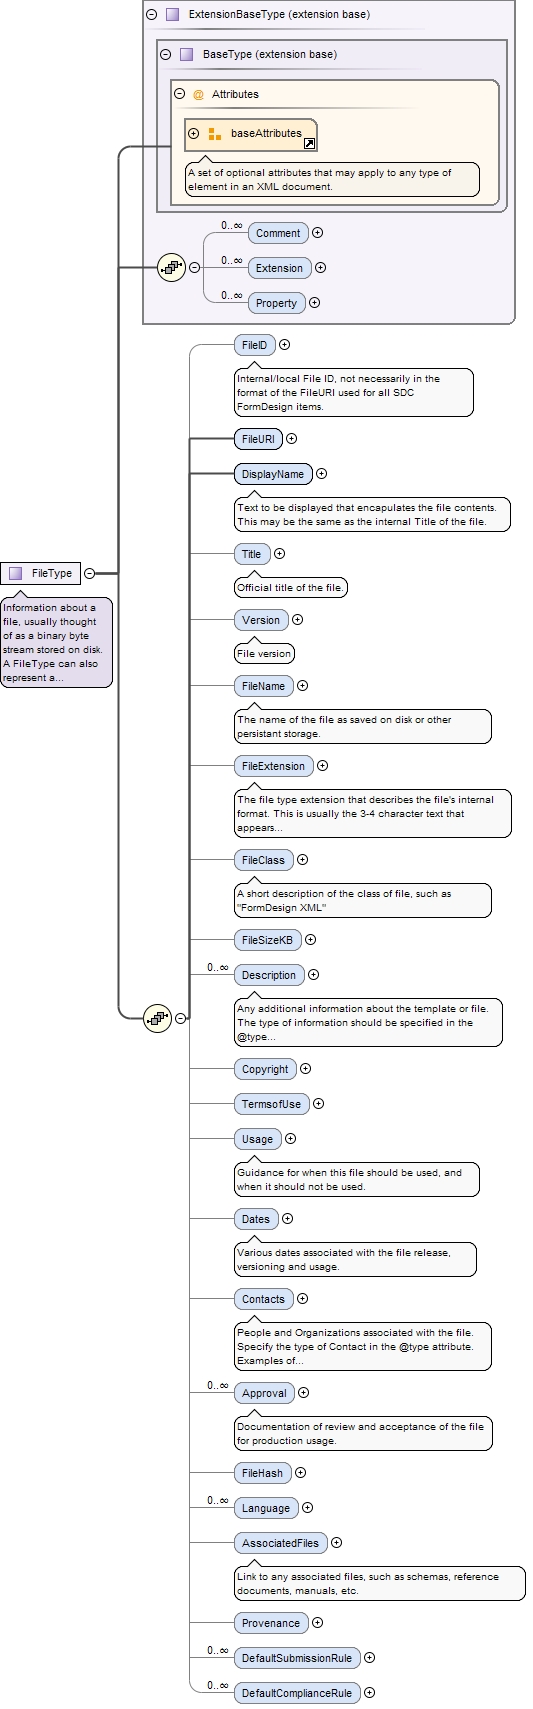 ExtensionBaseType (extension base)
BaseType (extension base)
@ Attributes
baseAttributes
A set of optional attributes that may apply to any type of
element in an XML document.
0..∞
Comment
0..∞
Extension
0..∞
Property
FileID
Internal/local File ID, not necessarily in the
format of the FileURI used for all SDC
FormDesign items.
FileURI
DisplayName
Text to be displayed that encapulates the file contents.
This may be the same as the internal Title of the file.
Title
Official title of the file.
FileType
Information about a
file, usually thought
of as a binary byte
stream stored on disk.
A FileType can also
represent a...
Version
File version
FileName
The name of the file as saved on disk or other
persistant storage.
FileExtension
The file type extension that describes the file's internal
format. This is usually the 3-4 character text that
appears...
FileClass
A short description of the class of file, such as
"FormDesign XML"
FileSizeKB
0..∞
Description
Any additional information about the template or file.
The type of information should be specified in the
@type...
Copyright
TermsofUse
Usage
Guidance for when this file should be used, and
when it should not be used.
Dates
Various dates associated with the file release,
versioning and usage.
Contacts
People and Organizations associated with the file.
Specify the type of Contact in the @type attribute.
Examples of...
0..∞
Approval
Documentation of review and acceptance of the file
for production usage.
FileHash
0..∞
Language
AssociatedFiles
Link to any associated files, such as schemas, reference
documents, manuals, etc.
Provenance
0..∞
DefaultSubmissionRule
0..∞
DefaultComplianceRule